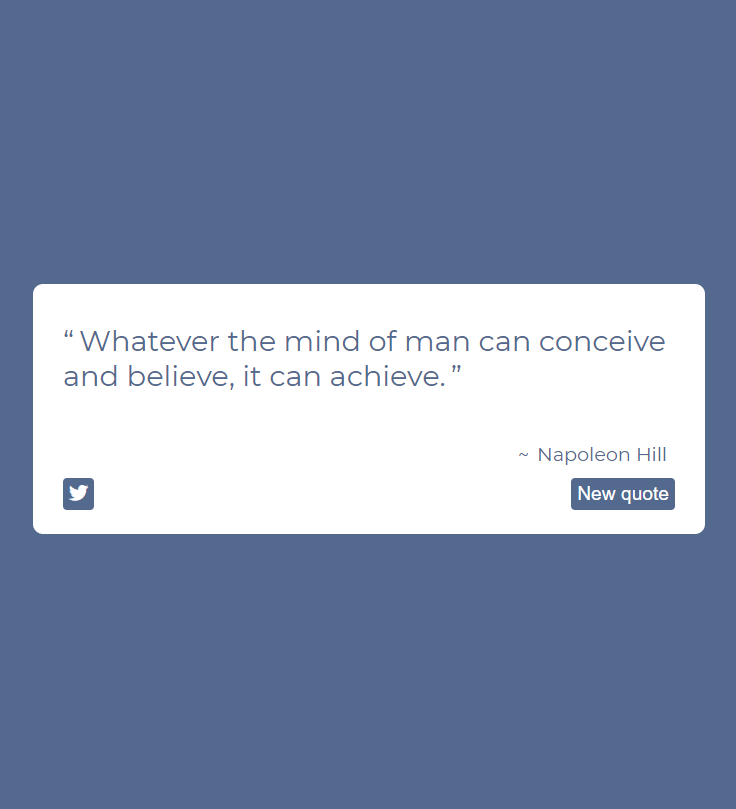 “ Whatever the mind of man can conceive
and believe, it can achieve. ”
~ Napoleon Hill
New quote